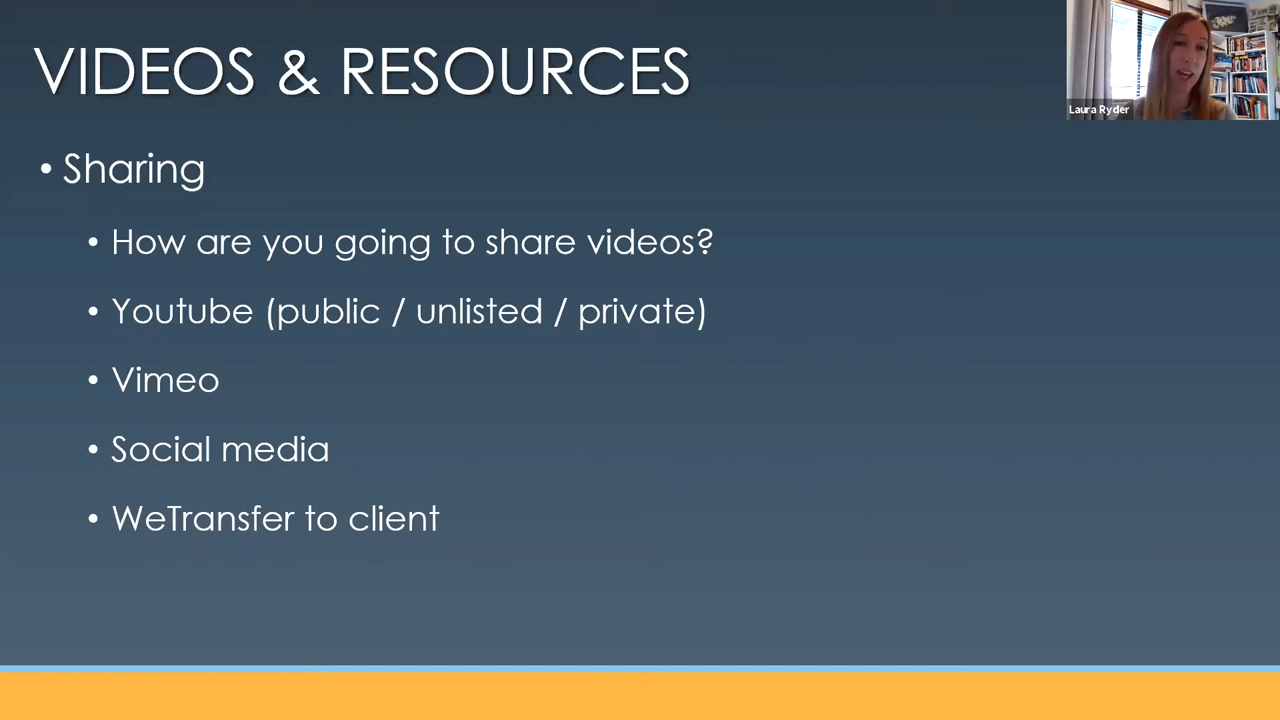 VIDEOS & RESOURCES
Laura Ryder
• Sharing
• How are you going to share videos?
• Youtube (public / unlisted / private)
• Vimeo
• Social media
• WeTransfer to client